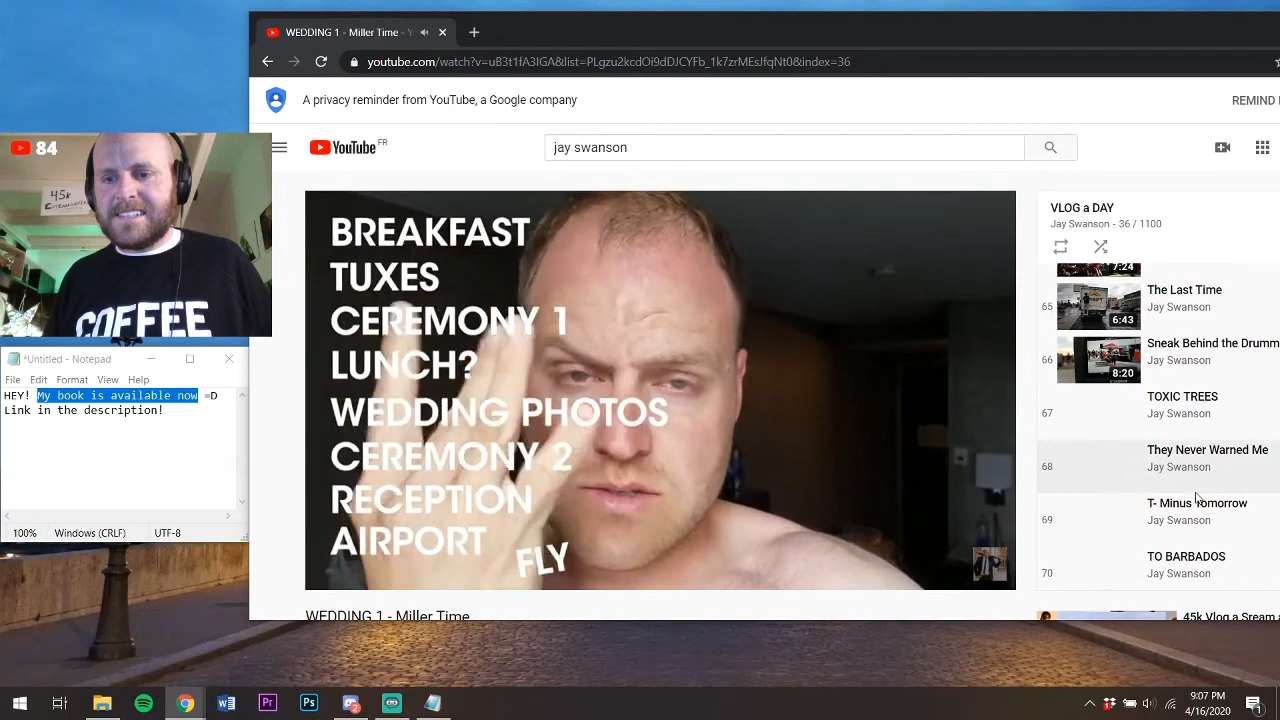 WEDDING 1 - Miller Time - Y
youtube.com/watch?v=uB3t1fA3IGA&list=PLgzu2kcdOi9dDJCYFb_1k7zrMEsJfqNt0&index=36
A privacy reminder from YouTube, a Google company
REMIND
YouTube FR
jay swanson
84
45k
COFFEE
BREAKFAST
TUXES
CEREMONY 1
LUNCH?
WEDDING PHOTOS
CEREMONY 2
RECEPTION
AIRPORT
FLY
WEDDING 1 - Miller Time
VLOG a DAY
Jay Swanson - 36 / 1100
7:24
65
The Last Time
Jay Swanson
6:43
66
Sneak Behind the Drumm
Jay Swanson
8:20
67
TOXIC TREES
Jay Swanson
68
They Never Warned Me
Jay Swanson
69
T- Minus Tomorrow
Jay Swanson
70
TO BARBADOS
Jay Swanson
45k Vlog a Sream a
*Untitled - Notepad
File Edit Format View Help
HEY! My book is available now =D
Link in the description!
100% Windows (CRLF) UTF-8
9:07 PM
4/16/2020